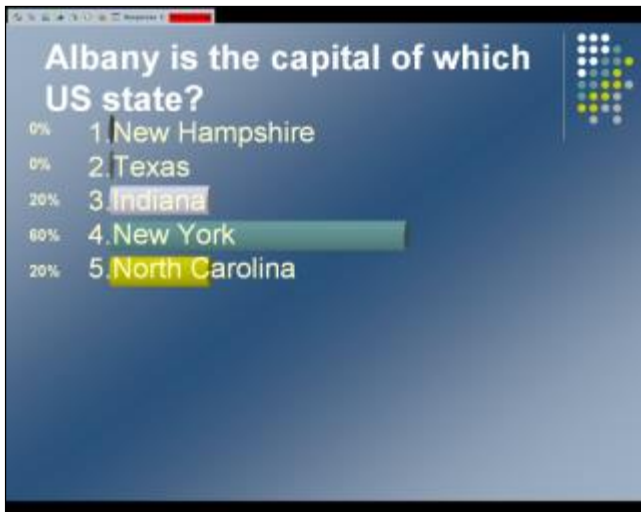 Albany is the capital of which
US state?
0% 1.New Hampshire
0% 2.Texas
20% 3.Indiana
60% 4.New York
20% 5.North Carolina